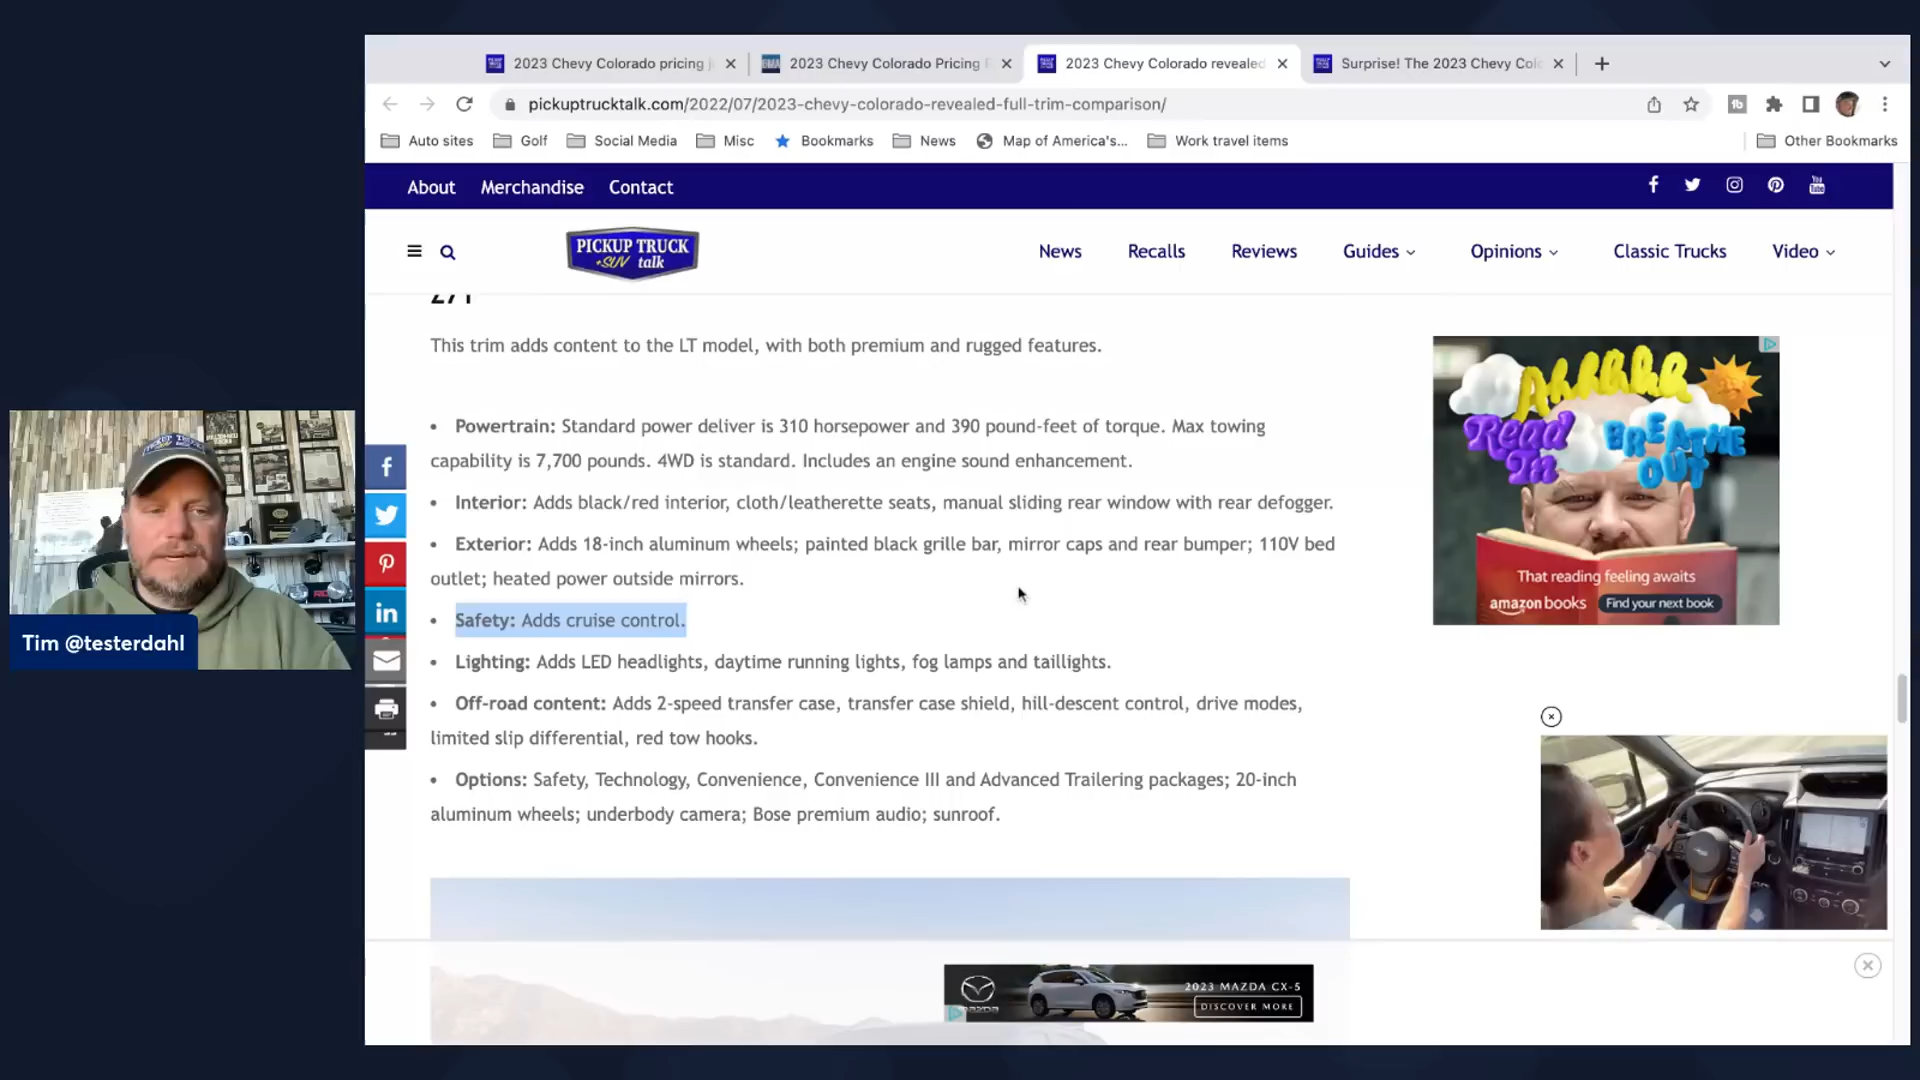 2023 Chevy Colorado pricing
2023 Chevy Colorado Pricing
2023 Chevy Colorado revealed
Surprise! The 2023 Chevy Col
pickuptrucktalk.com/2022/07/2023-chevy-colorado-revealed-full-trim-comparison/
Auto sites
Golf
Social Media
Misc
Bookmarks
News
Map of America's...
Work travel items
Other Bookmarks
About
Merchandise
Contact
PICKUP TRUCK
+SUV talk
News
Recalls
Reviews
Guides
Opinions
Classic Trucks
Video
Z71
This trim adds content to the LT model, with both premium and rugged features.
• Powertrain: Standard power deliver is 310 horsepower and 390 pound-feet of torque. Max towing
capability is 7,700 pounds. 4WD is standard. Includes an engine sound enhancement.
• Interior: Adds black/red interior, cloth/leatherette seats, manual sliding rear window with rear defogger.
• Exterior: Adds 18-inch aluminum wheels; painted black grille bar, mirror caps and rear bumper; 110V bed
outlet; heated power outside mirrors.
• Safety: Adds cruise control.
• Lighting: Adds LED headlights, daytime running lights, fog lamps and taillights.
• Off-road content: Adds 2-speed transfer case, transfer case shield, hill-descent control, drive modes,
limited slip differential, red tow hooks.
• Options: Safety, Technology, Convenience, Convenience III and Advanced Trailering packages; 20-inch
aluminum wheels; underbody camera; Bose premium audio; sunroof.
Tim @testerdahl
Ahhhhh
Read
In
BREATHE
OUT
That reading feeling awaits
amazon books
Find your next book
mazda
2023 MAZDA CX-5
DISCOVER MORE